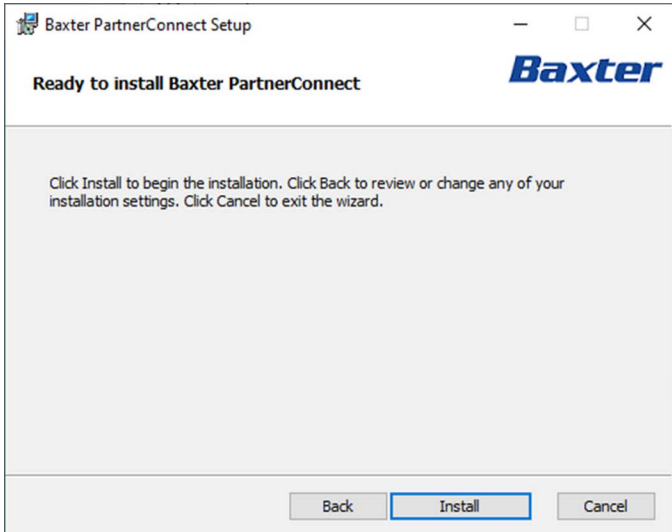 Baxter PartnerConnect Setup
Ready to install Baxter PartnerConnect
Baxter
Click Install to begin the installation. Click Back to review or change any of your
installation settings. Click Cancel to exit the wizard.
Back
Install
Cancel